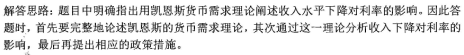 解答思路：题目中明确指出用凯恩斯货币需求理论阐述收入水平下降对利率的影响。因此答
题时，首先要完整地论述凯恩斯的货币需求理论，其次通过这一理论分析收入下降对利率的
影响，最后再提出相应的政策措施。